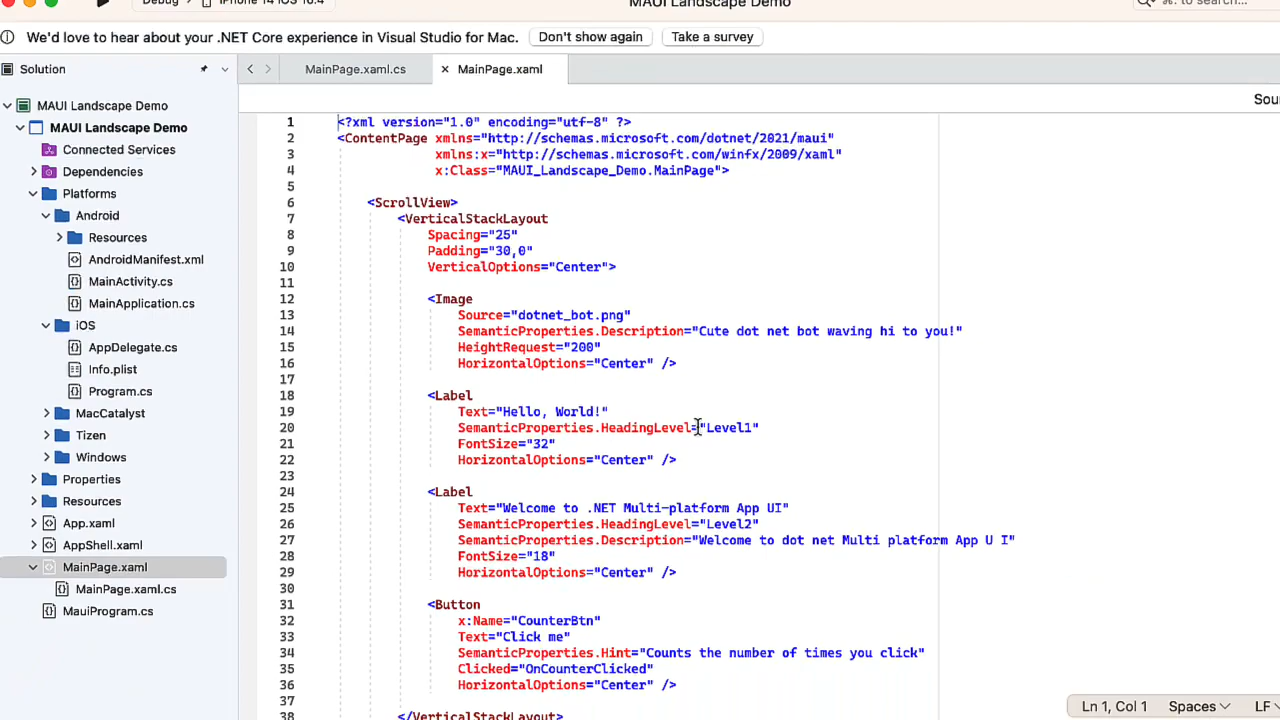 Debug
iPhone 14 iOS 16.4
MAUI Landscape Demo
We'd love to hear about your .NET Core experience in Visual Studio for Mac.
Don't show again
Take a survey
Solution
MainPage.xaml.cs
MainPage.xaml
MAUI Landscape Demo
MAUI Landscape Demo
Connected Services
Dependencies
Platforms
Android
Resources
AndroidManifest.xml
MainActivity.cs
MainApplication.cs
iOS
AppDelegate.cs
Info.plist
Program.cs
MacCatalyst
Tizen
Windows
Properties
Resources
App.xaml
AppShell.xaml
MainPage.xaml
MainPage.xaml.cs
MauiProgram.cs
Sou
1 <?xml version="1.0" encoding="utf-8" ?>
2 <ContentPage xmlns="http://schemas.microsoft.com/dotnet/2021/maui"
3 xmlns:x="http://schemas.microsoft.com/winfx/2009/xaml"
4 x:Class="MAUI_Landscape_Demo.MainPage">
5
6 <ScrollView>
7 <VerticalStackLayout
8 Spacing="25"
9 Padding="30,0"
10 VerticalOptions="Center">
11
12 <Image
13 Source="dotnet_bot.png"
14 SemanticProperties.Description="Cute dot net bot waving hi to you!"
15 HeightRequest="200"
16 HorizontalOptions="Center" />
17
18 <Label
19 Text="Hello, World!"
20 SemanticProperties.HeadingLevel="Level1"
21 FontSize="32"
22 HorizontalOptions="Center" />
23
24 <Label
25 Text="Welcome to .NET Multi-platform App UI"
26 SemanticProperties.HeadingLevel="Level2"
27 SemanticProperties.Description="Welcome to dot net Multi platform App U I"
28 FontSize="18"
29 HorizontalOptions="Center" />
30
31 <Button
32 x:Name="CounterBtn"
33 Text="Click me"
34 SemanticProperties.Hint="Counts the number of times you click"
35 Clicked="OnCounterClicked"
36 HorizontalOptions="Center" />
37
38 </VerticalStackLayout>
Ln 1, Col 1
Spaces
LF